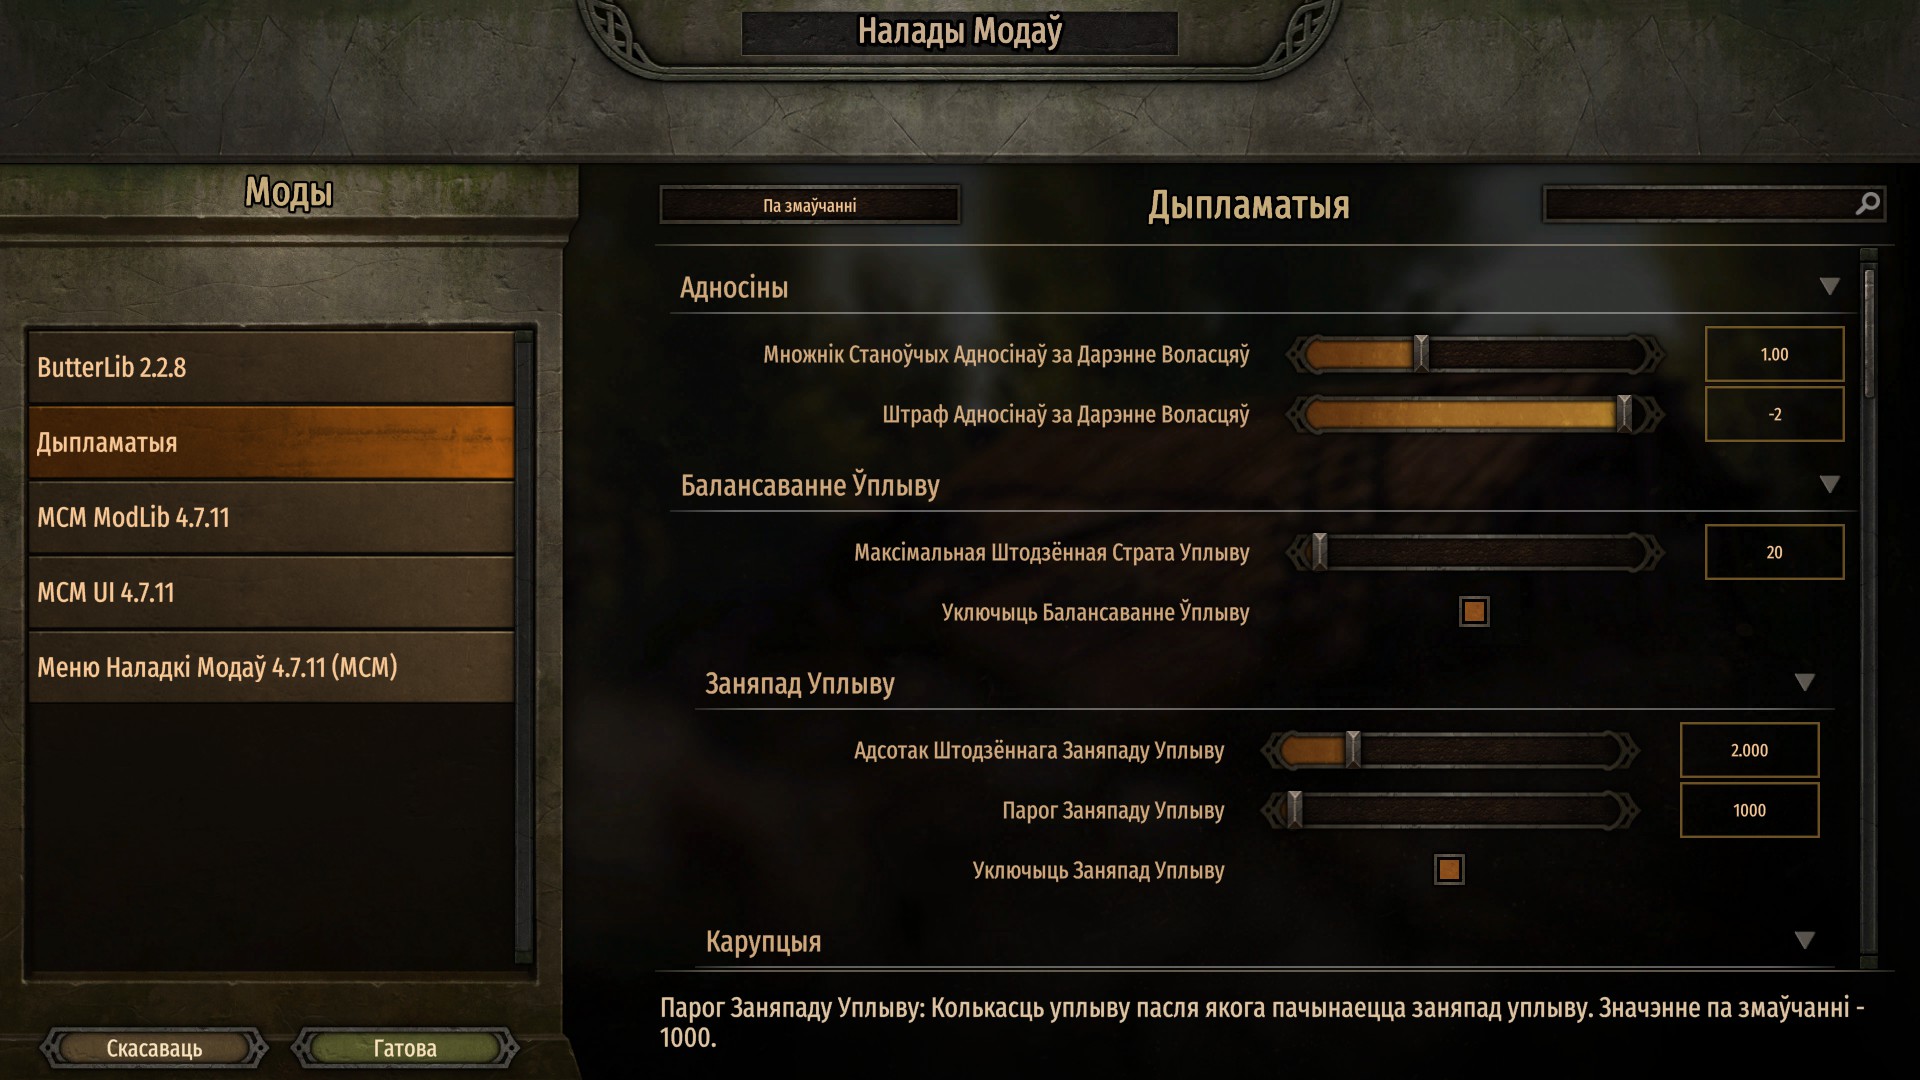 Налады Модаў
Моды
ButterLib 2.2.8
Дыпламатыя
MCM ModLib 4.7.11
MCM UI 4.7.11
Меню Наладкі Модаў 4.7.11 (MCM)
Скасаваць
Гатова
Па змаўчанні
Дыпламатыя
Адносіны
Множнік Станоўчых Адносінаў за Дарэнне Воласцяў 1.00
Штраф Адносінаў за Дарэнне Воласцяў -2
Балансаванне Ўплыву
Максімальная Штодзённая Страта Уплыву 20
Уключыць Балансаванне Ўплыву
Заняпад Уплыву
Адсотак Штодзённага Заняпаду Уплыву 2.000
Парог Заняпаду Уплыву 1000
Уключыць Заняпад Уплыву
Карупцыя
Парог Заняпаду Уплыву: Колькасць уплыву пасля якога пачынаецца заняпад уплыву. Значэнне па змаўчанні -
1000.